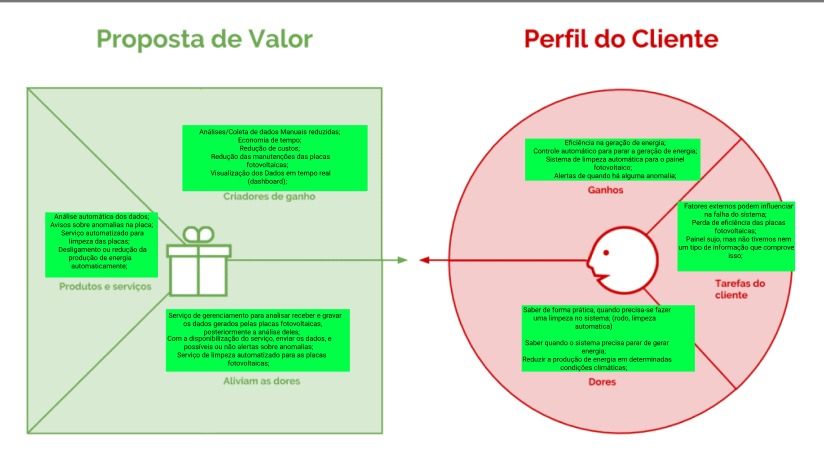 Proposta de Valor
Análises/Coleta de dados Manuais reduzidas;
Economia de tempo;
Redução de custos;
Redução das manutenções das placas
fotovoltaicas;
Visualização dos Dados em tempo real
(dashboard);
Criadores de ganho
Análise automática dos dados;
Avisos sobre anomalias na placa;
Serviço automatizado para
limpeza das placas;
Desligamento ou redução da
produção de energia
automaticamente;
Produtos e serviços
Serviço de gerenciamento para analisar receber e gravar
os dados gerados pelas placas fotovoltaicas,
posteriormente a análise deles;
Com a disponibilização do serviço, enviar os dados, e
possíveis ou não alertas sobre anomalias;
Serviço de limpeza automatizado para as placas
fotovoltaicas;
Aliviam as dores
Perfil do Cliente
Eficiência na geração de energia;
Controle automático para parar a geração de energia;
Sistema de limpeza automática para o painel
fotovoltaico;
Alertas de quando há alguma anomalia;
Ganhos
Fatores externos podem influenciar
na falha do sistema;
Perda de eficiência das placas
fotovoltaicas;
Painel sujo, mas não tivemos nem
um tipo de informação que comprove
isso;
Tarefas do
cliente
Saber de forma prática, quando precisa-se fazer
uma limpeza no sistema; (rodo, limpeza
automatica)
Saber quando o sistema precisa parar de gerar
energia;
Reduzir a produção de energia em determinadas
condições climáticas;
Dores